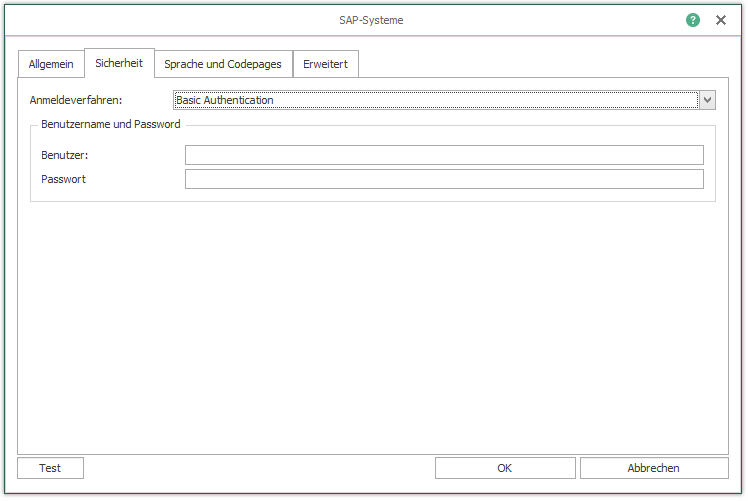 SAP-Systeme
?
Allgemein
Sicherheit
Sprache und Codepages
Erweitert
Anmeldeverfahren:
Basic Authentication
Benutzername und Password
Benutzer:
Passwort
Test
OK
Abbrechen